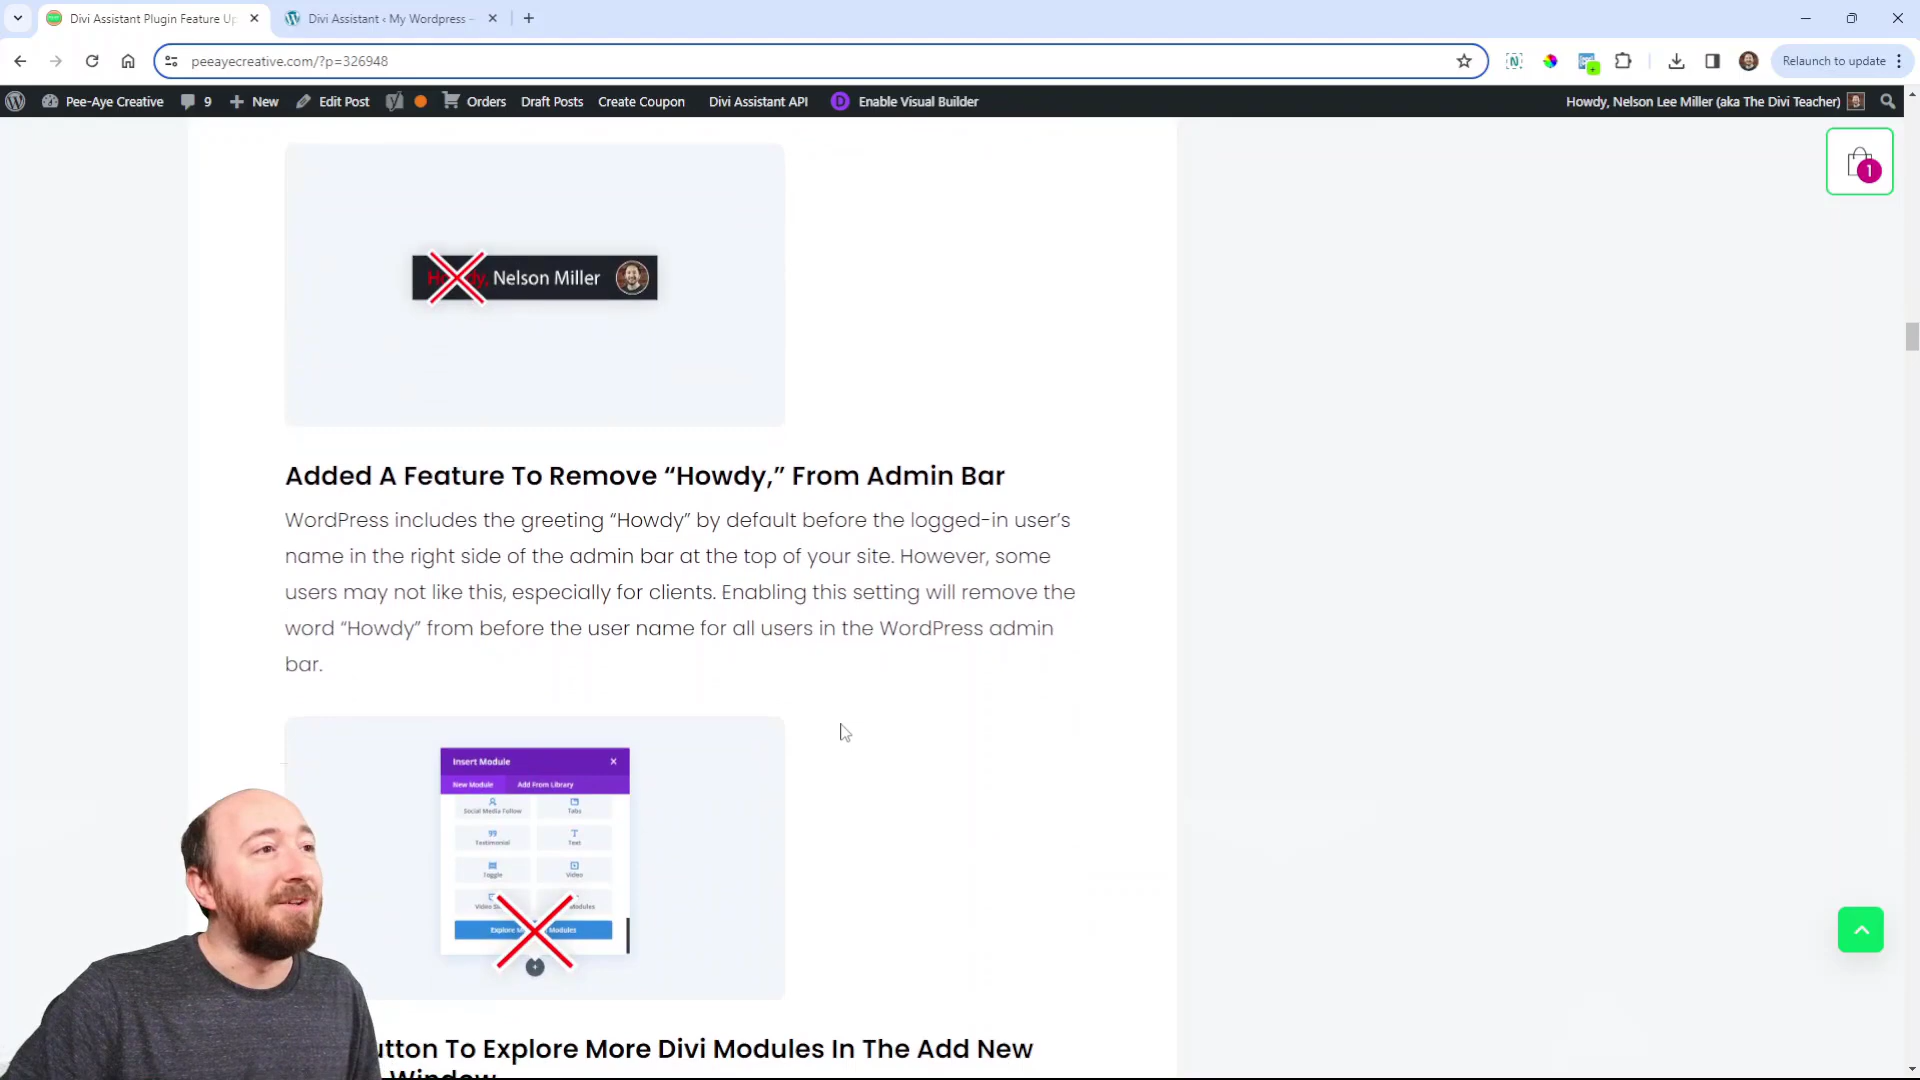 Divi Assistant Plugin Feature Up
Divi Assistant ‹ My Wordpress –
peeayecreative.com/?p=326948
Relaunch to update
Pee-Aye Creative
9
New
Edit Post
Orders
Draft Posts
Create Coupon
Divi Assistant API
D
Enable Visual Builder
Howdy, Nelson Lee Miller (aka The Divi Teacher)
1
Nelson Miller
Added A Feature To Remove “Howdy,” From Admin Bar
WordPress includes the greeting “Howdy” by default before the logged-in user’s
name in the right side of the admin bar at the top of your site. However, some
users may not like this, especially for clients. Enabling this setting will remove the
word “Howdy” from before the user name for all users in the WordPress admin
bar.
Insert Module
New Module
Add From Library
Social Media Follow
Tabs
Testimonial
Text
Toggle
Video
Modules
Explore
Modules
utton To Explore More Divi Modules In The Add New
Window